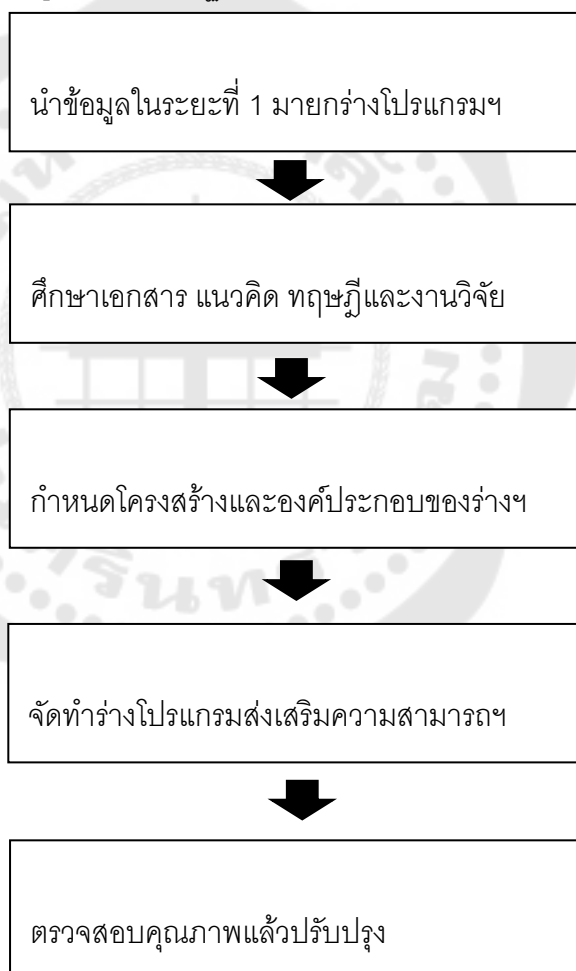 นำข้อมูลในระยะที่ 1 มายกร่างโปรแกรมฯ
ศึกษาเอกสาร แนวคิด ทฤษฎีและงานวิจัย
กำหนดโครงสร้างและองค์ประกอบของร่างฯ
จัดทำร่างโปรแกรมส่งเสริมความสามารถฯ
ตรวจสอบคุณภาพแล้วปรับปรุง